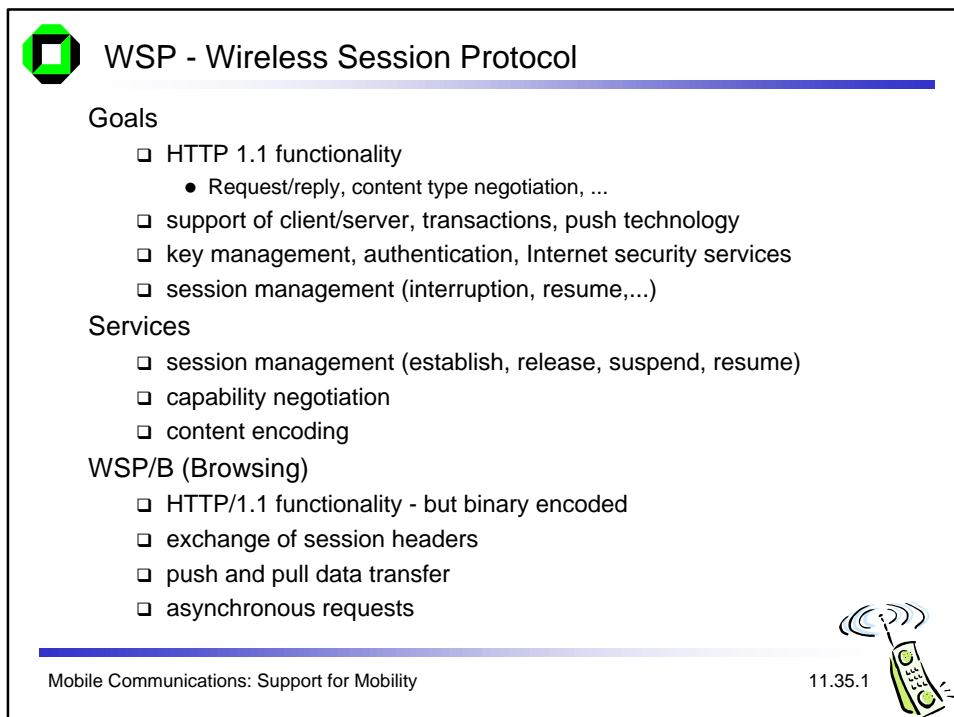 WSP - Wireless Session Protocol
Goals
❑ HTTP 1.1 functionality
● Request/reply, content type negotiation, ...
❑ support of client/server, transactions, push technology
❑ key management, authentication, Internet security services
❑ session management (interruption, resume,...)
Services
❑ session management (establish, release, suspend, resume)
❑ capability negotiation
❑ content encoding
WSP/B (Browsing)
❑ HTTP/1.1 functionality - but binary encoded
❑ exchange of session headers
❑ push and pull data transfer
❑ asynchronous requests
Mobile Communications: Support for Mobility 11.35.1